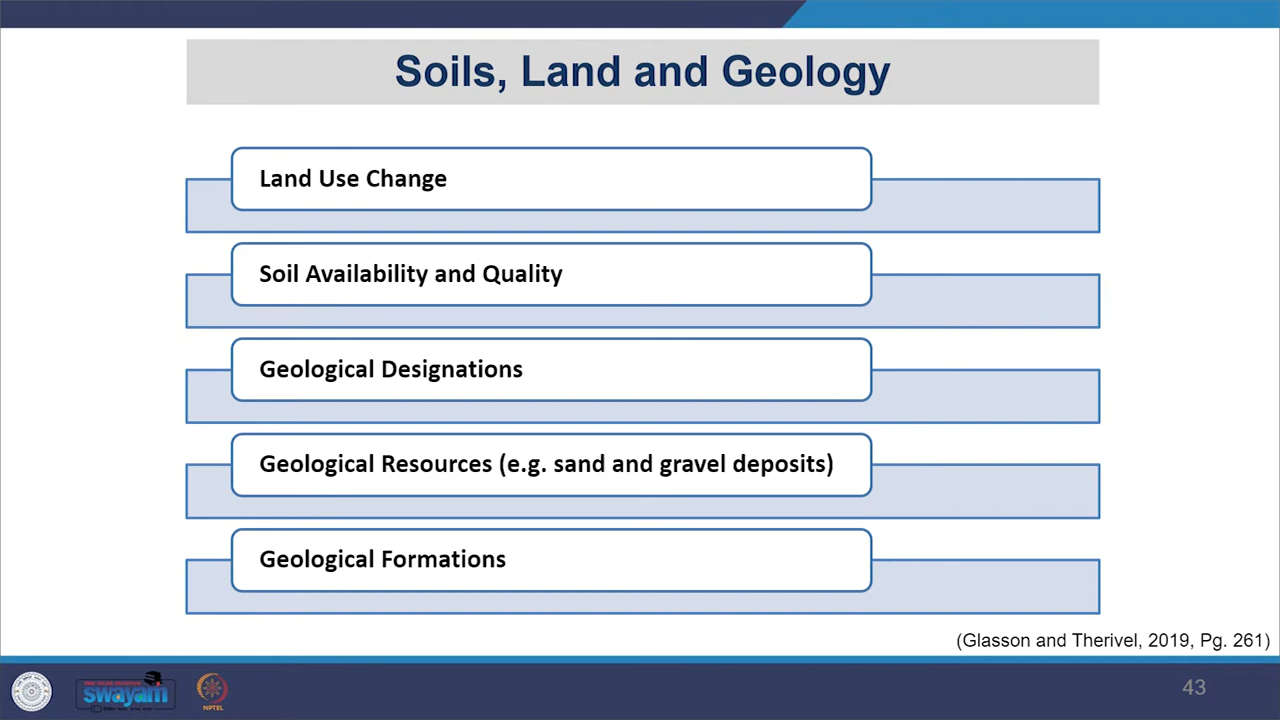 Soils, Land and Geology
Land Use Change
Soil Availability and Quality
Geological Designations
Geological Resources (e.g. sand and gravel deposits)
Geological Formations
(Glasson and Therivel, 2019, Pg. 261)
swayam
NPTEL
43